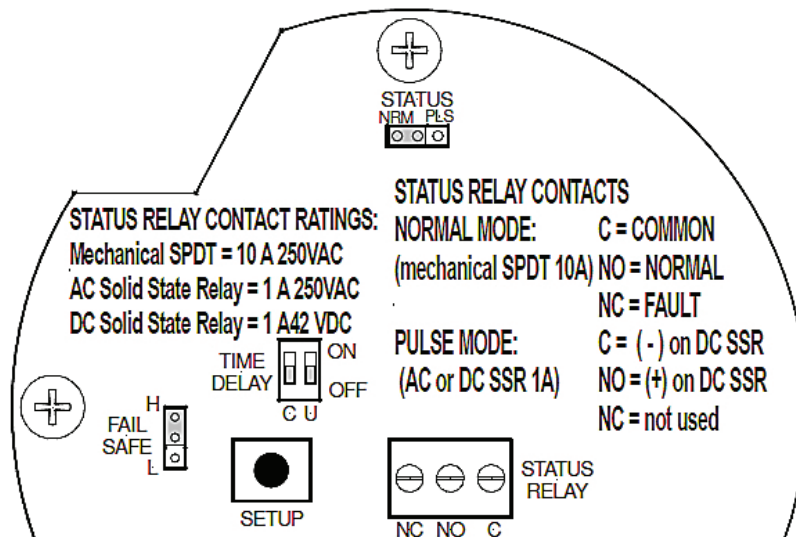 STATUS
NRM PLS
STATUS RELAY CONTACT RATINGS:
Mechanical SPDT = 10 A 250VAC
AC Solid State Relay = 1 A 250VAC
DC Solid State Relay = 1 A42 VDC
STATUS RELAY CONTACTS
NORMAL MODE: C = COMMON
(mechanical SPDT 10A) NO = NORMAL
NC = FAULT
PULSE MODE: C = ( - ) on DC SSR
(AC or DC SSR 1A) NO = (+) on DC SSR
NC = not used
TIME
DELAY
ON
OFF
C U
H
FAIL
SAFE
L
SETUP
STATUS
RELAY
NC NO C